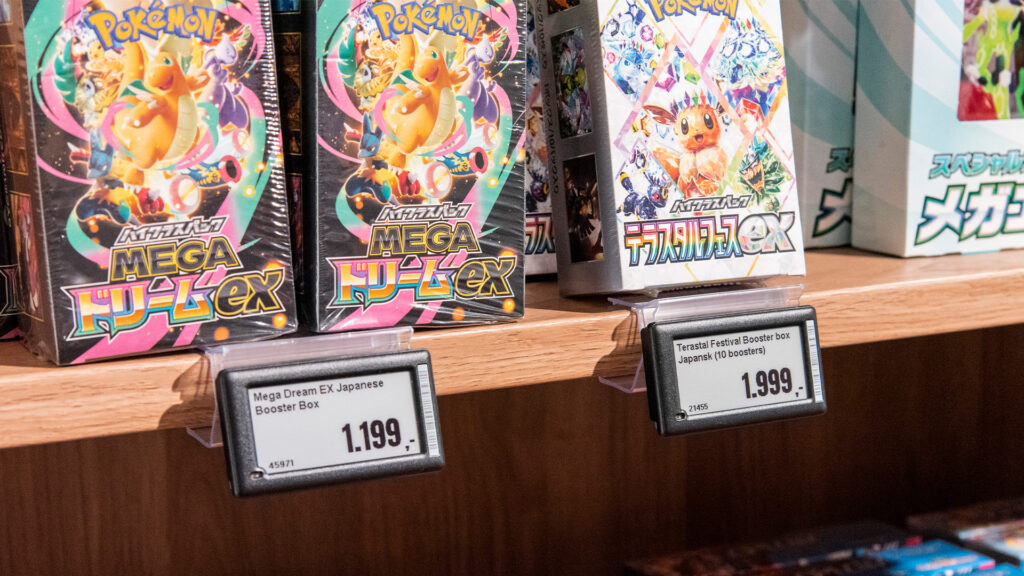 POKÉMON
ハイクラスパック
MEGA
ドリームex
POKÉMON
ハイクラスパック
MEGA
ドリームex
POKÉMON
ハイクラスパック
テラスタルフェスex
スペシャル
メガ
Mega Dream EX Japanese
Booster Box
1.199,-
45971
Terastal Festival Booster box
Japansk (10 boosters)
1.999,-
21455